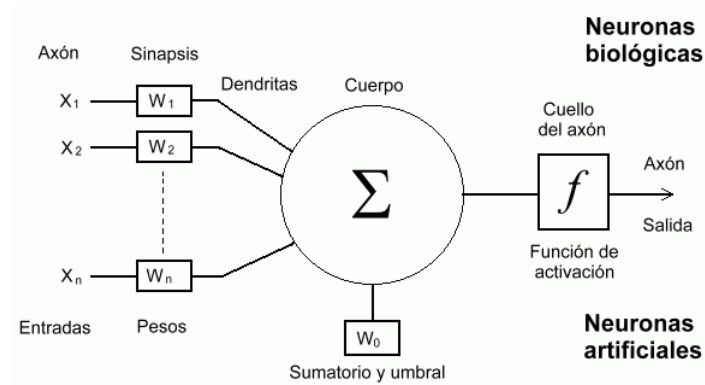 Neuronas
biológicas
Axón
Sinapsis
Dendritas
Cuerpo
Cuello
del axón
X1
W1
X2
W2
Σ
f
Axón
Salida
Xn
Wn
Función de
activación
Entradas
Pesos
W0
Sumatorio y umbral
Neuronas
artificiales